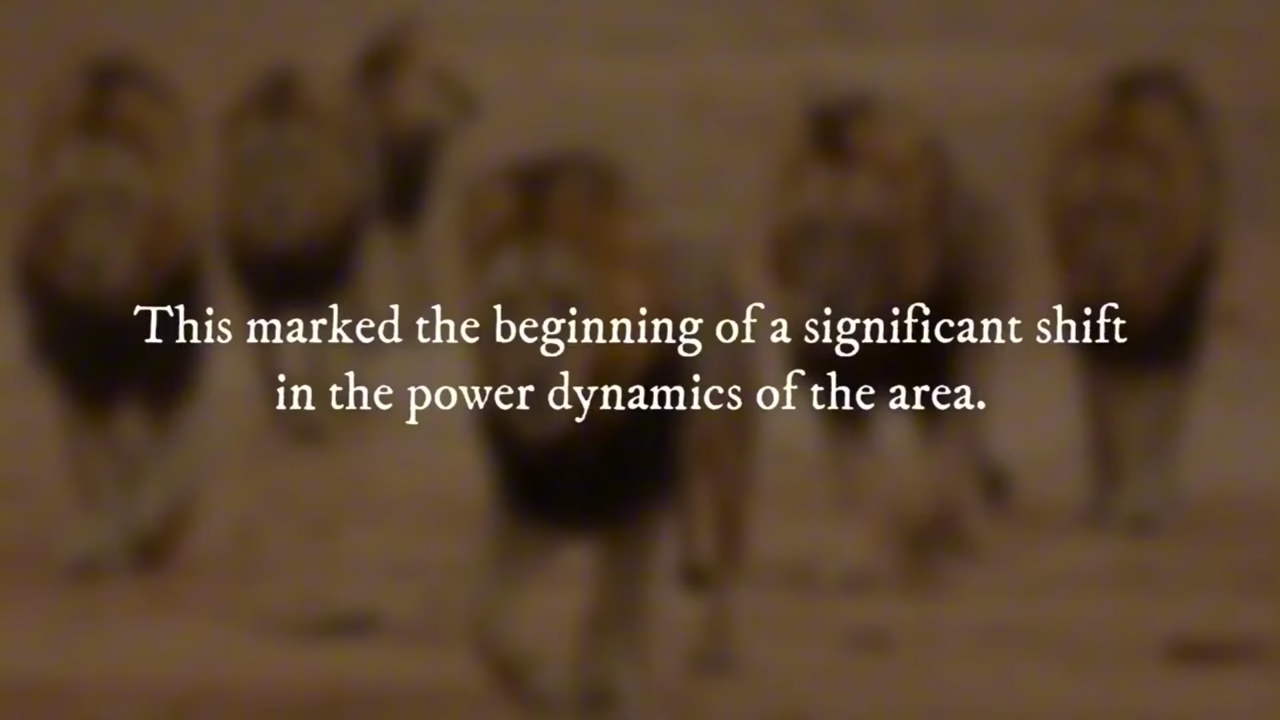 This marked the beginning of a significant shift
in the power dynamics of the area.